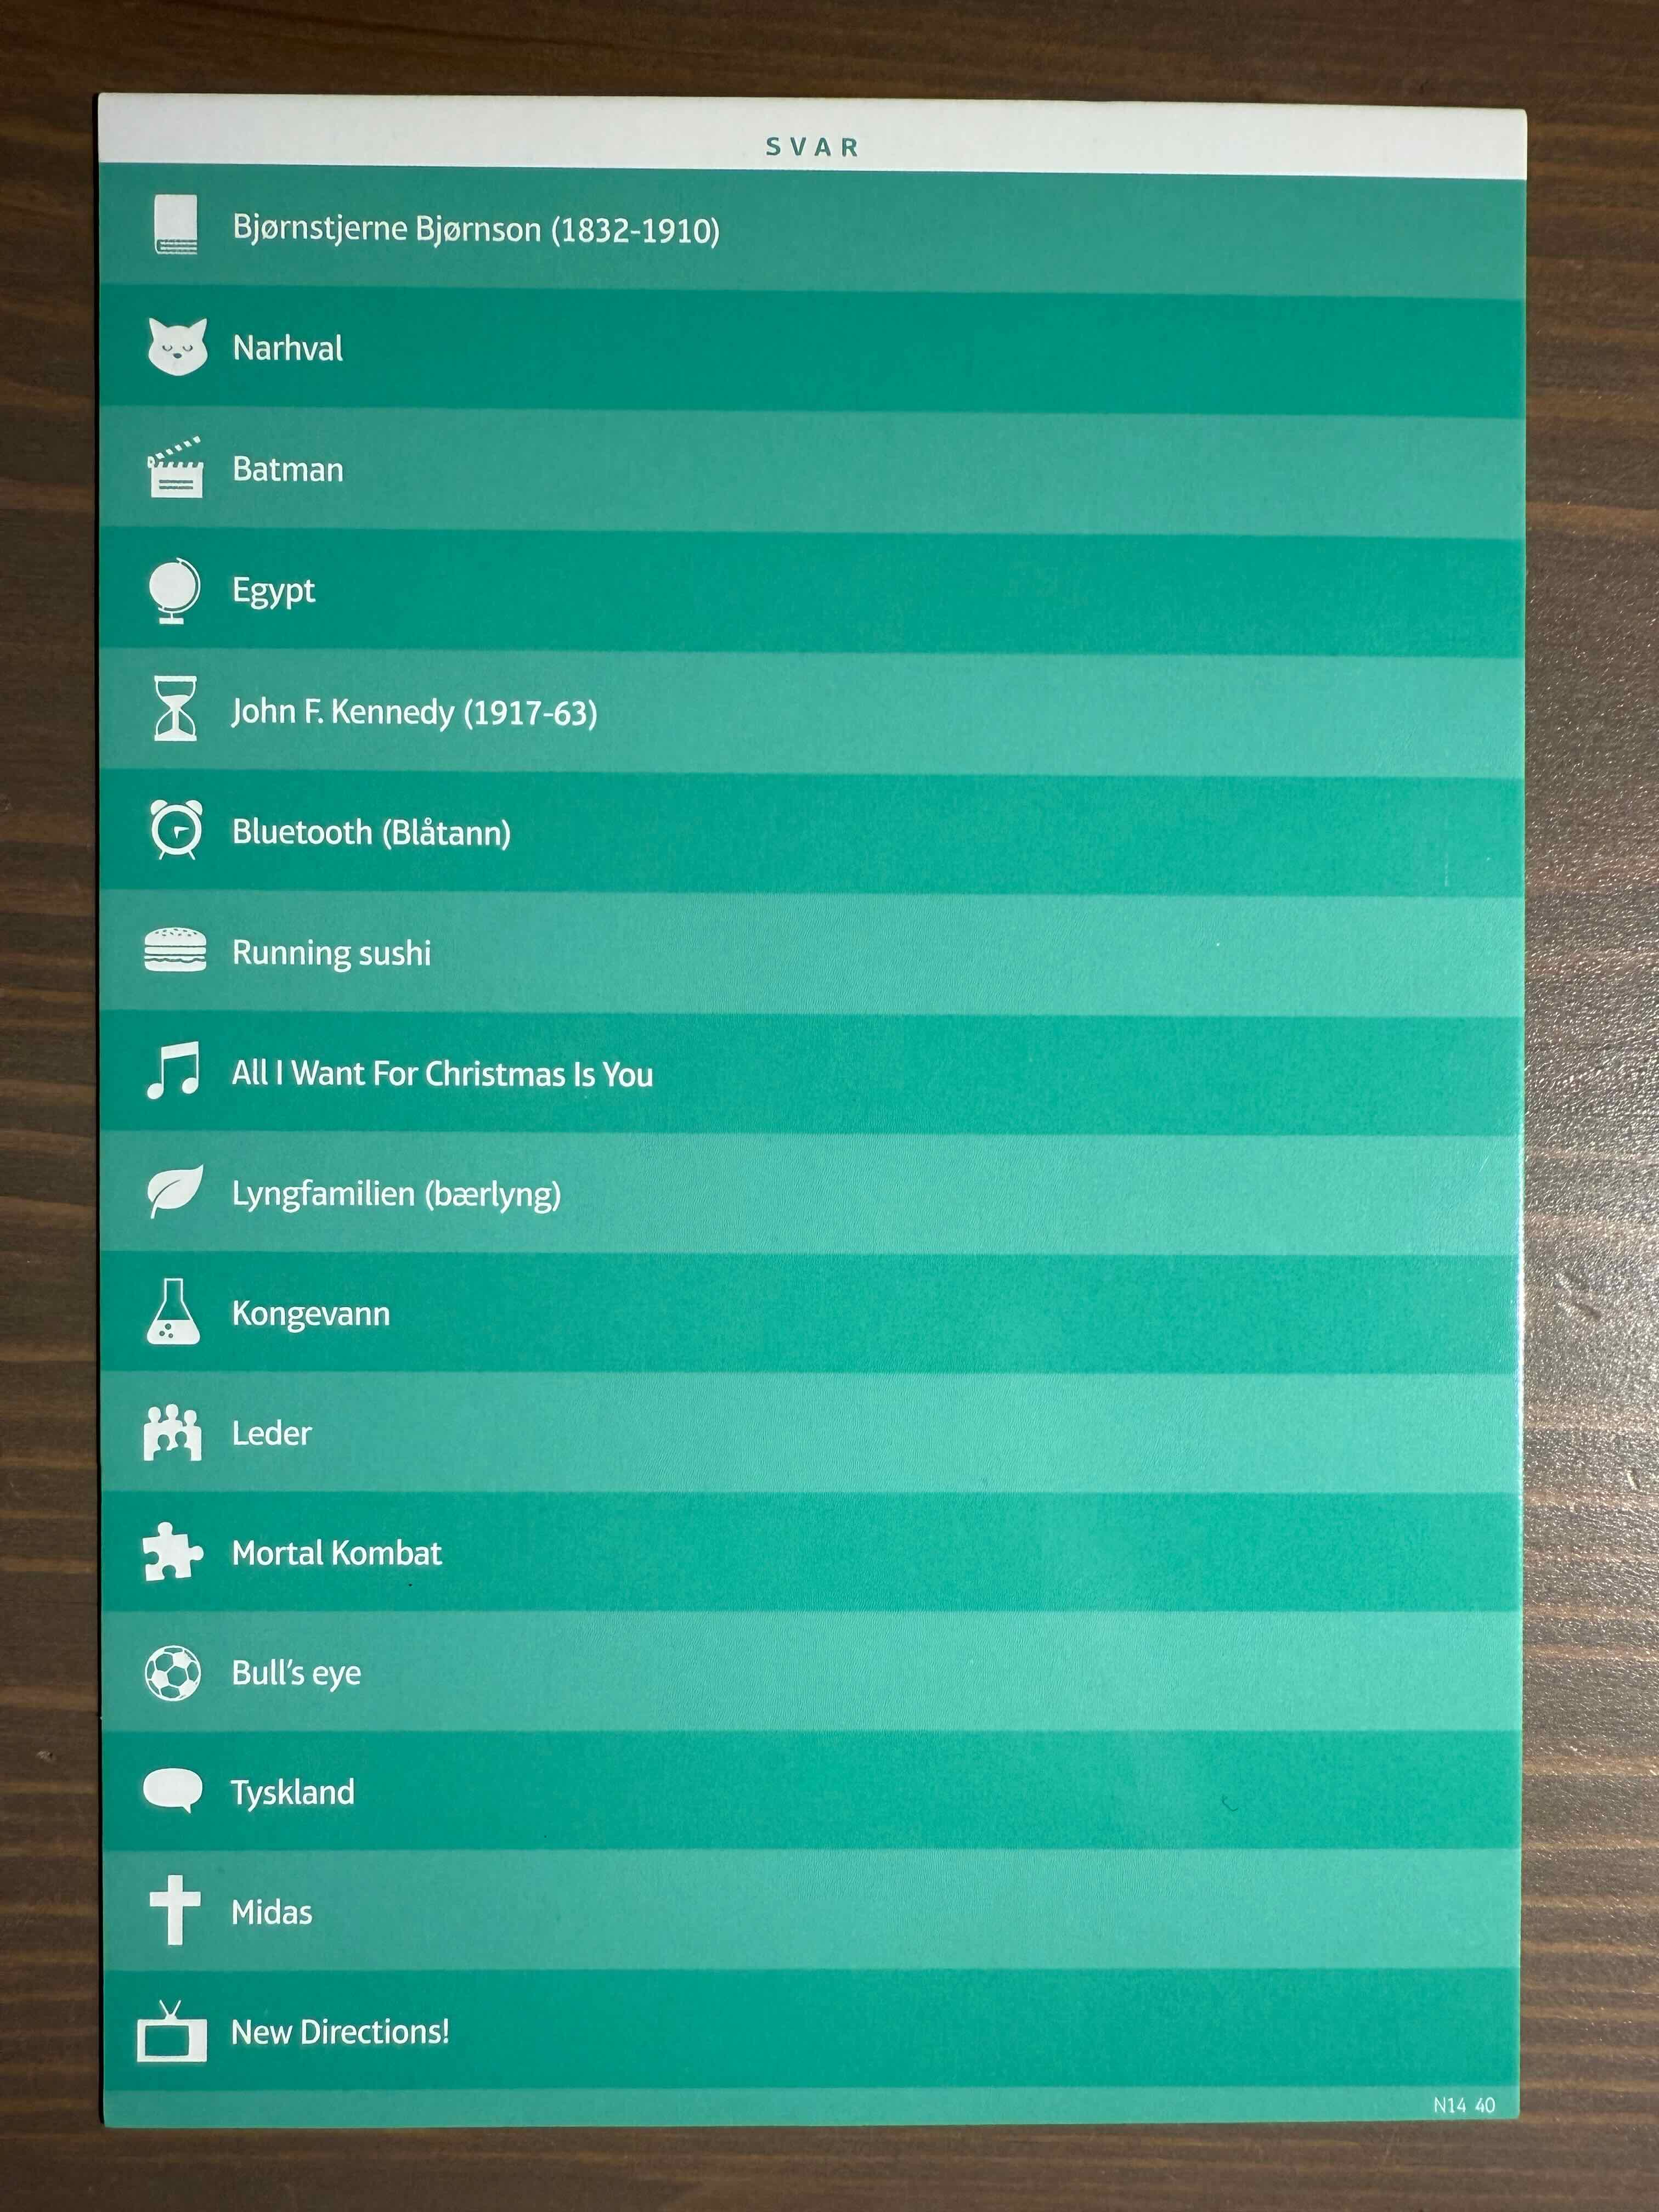 SVAR
Bjørnstjerne Bjørnson (1832-1910)
Narhval
Batman
Egypt
John F. Kennedy (1917-63)
Bluetooth (Blåtann)
Running sushi
All I Want For Christmas Is You
Lyngfamilien (bærlyng)
Kongevann
Leder
Mortal Kombat
Bull's eye
Tyskland
Midas
New Directions!
N14 40